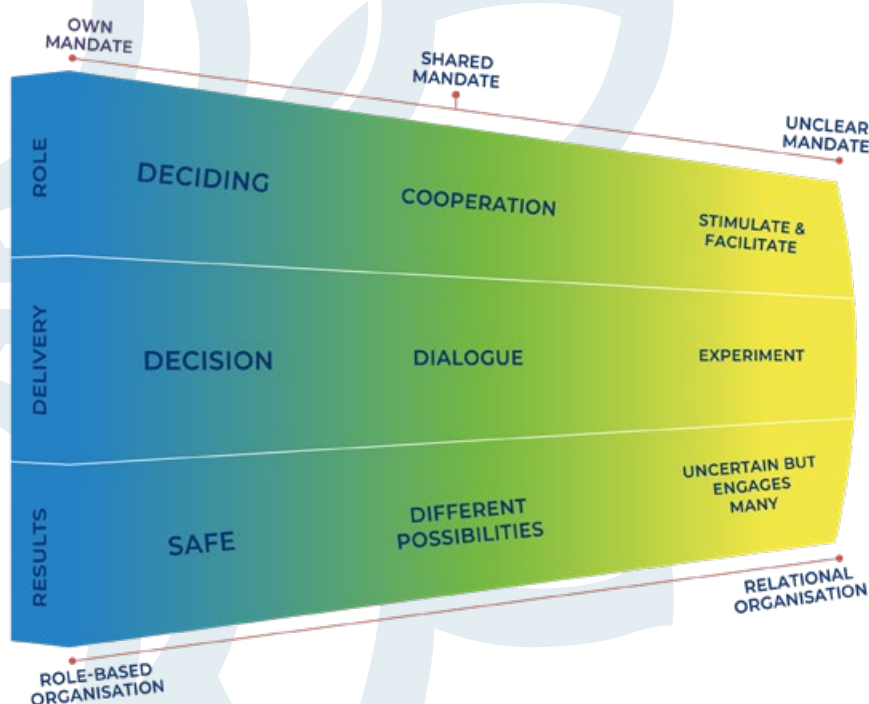 OWN
MANDATE
SHARED
MANDATE
UNCLEAR
MANDATE
ROLE
DECIDING
COOPERATION
STIMULATE &
FACILITATE
DELIVERY
DECISION
DIALOGUE
EXPERIMENT
RESULTS
SAFE
DIFFERENT
POSSIBILITIES
UNCERTAIN BUT
ENGAGES
MANY
ROLE-BASED
ORGANISATION
RELATIONAL
ORGANISATION